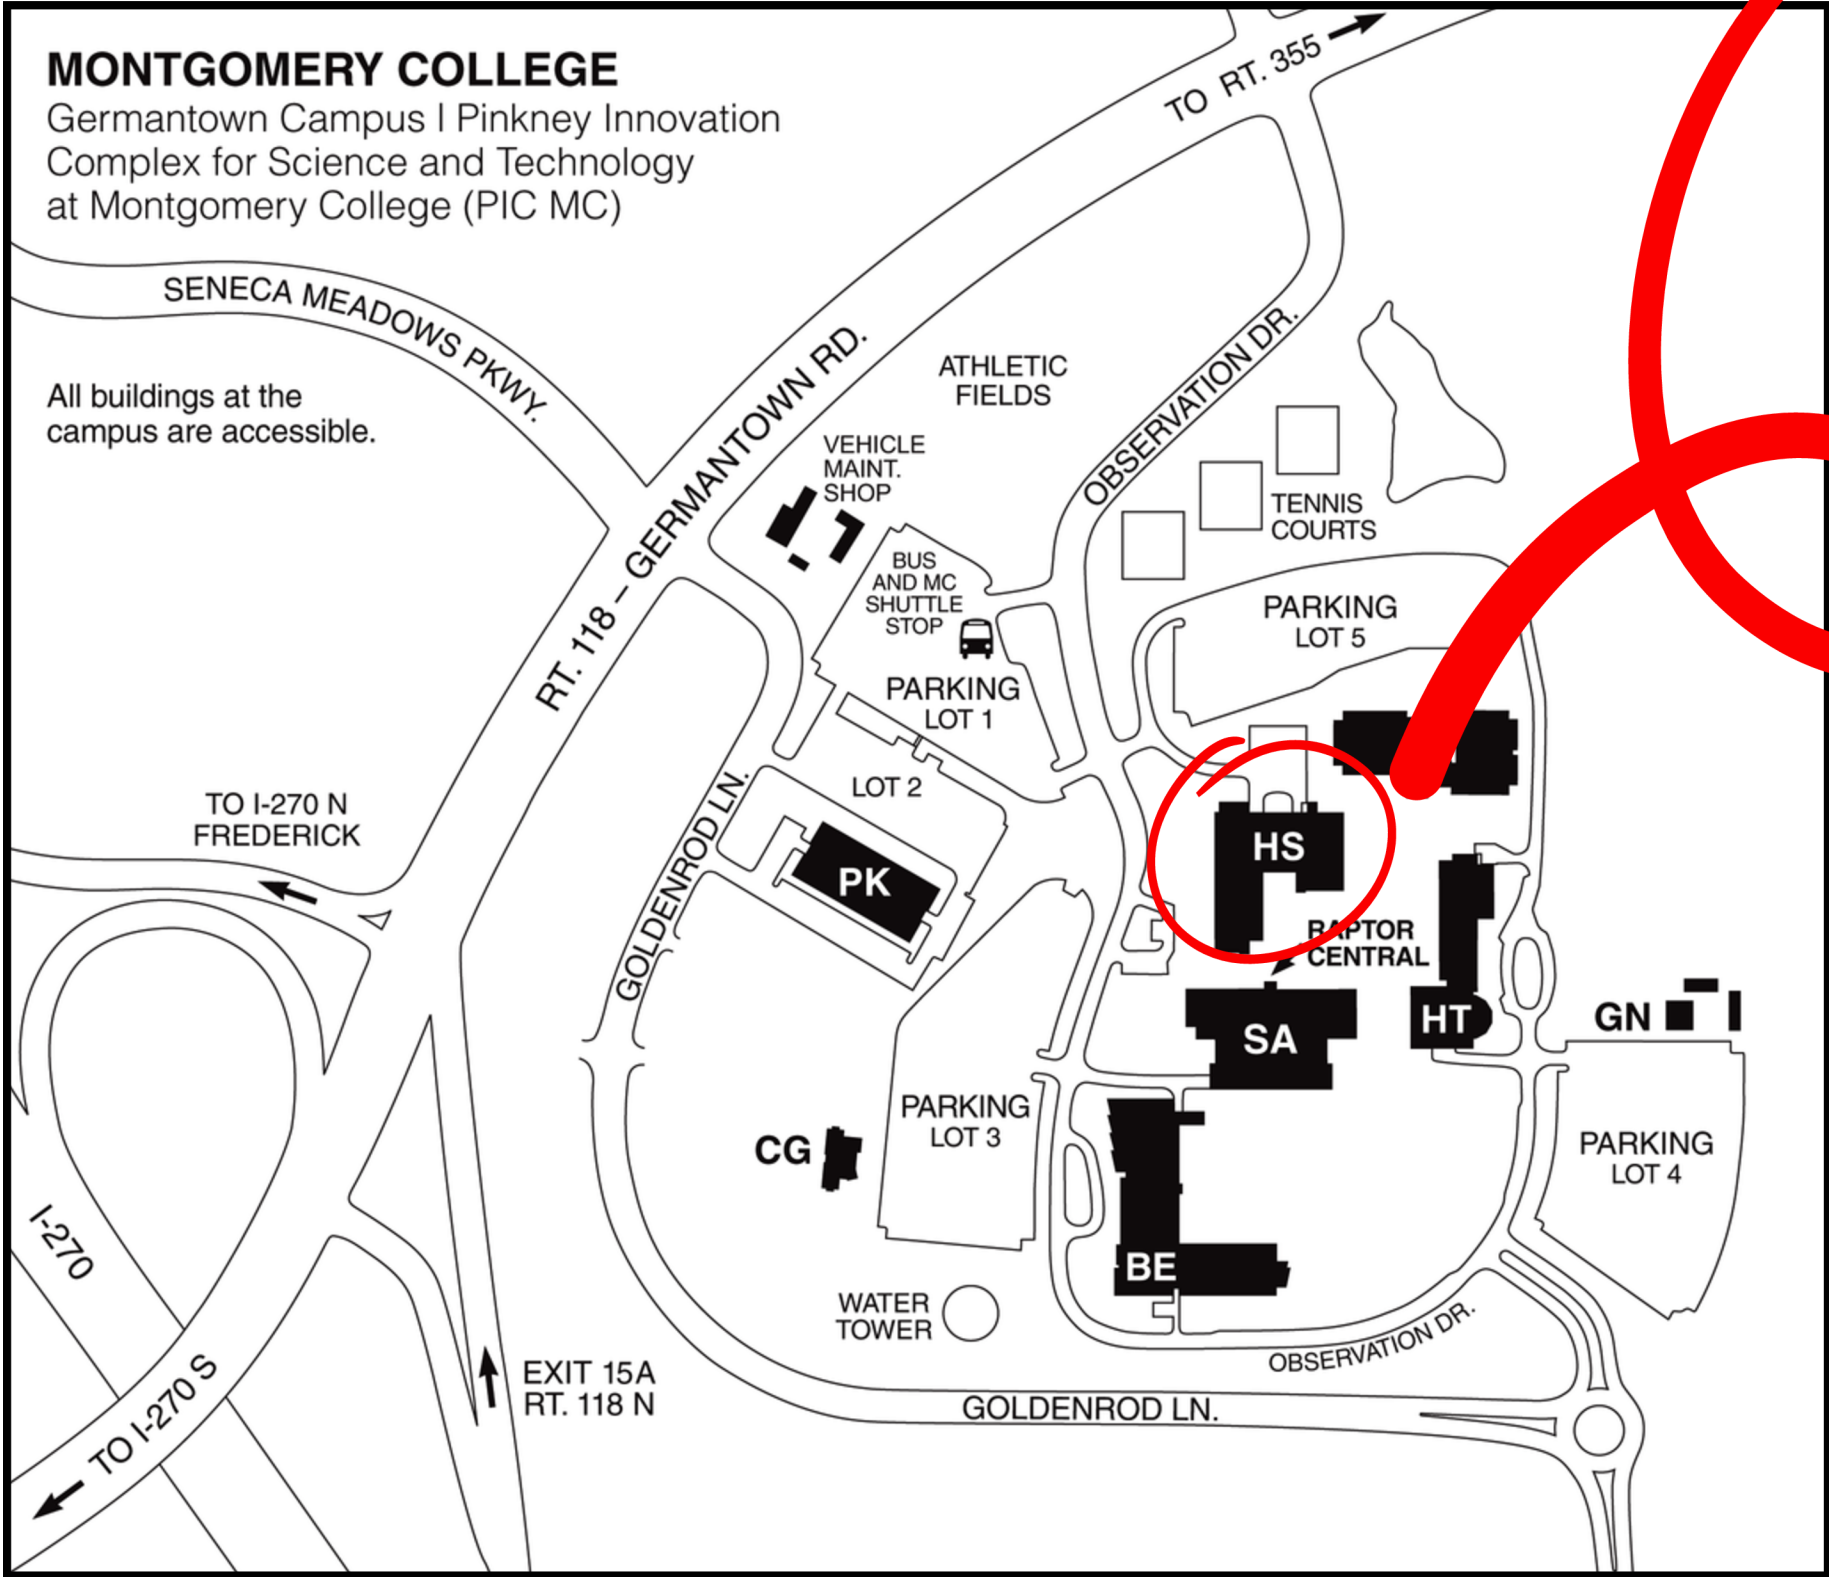 MONTGOMERY COLLEGE
Germantown Campus | Pinkney Innovation
Complex for Science and Technology
at Montgomery College (PIC MC)
TO RT. 355
SENECA MEADOWS PKWY.
All buildings at the
campus are accessible.
RT. 118 – GERMANTOWN RD.
ATHLETIC
FIELDS
OBSERVATION DR.
VEHICLE
MAINT.
SHOP
TENNIS
COURTS
BUS
AND MC
SHUTTLE
STOP
PARKING
LOT 5
PARKING
LOT 1
LOT 2
TO I-270 N
FREDERICK
GOLDENROD LN.
PK
HS
RAPTOR
CENTRAL
HT
GN
SA
PARKING
LOT 3
CG
PARKING
LOT 4
I-270
BE
WATER
TOWER
OBSERVATION DR.
EXIT 15A
RT. 118 N
GOLDENROD LN.
TO I-270 S